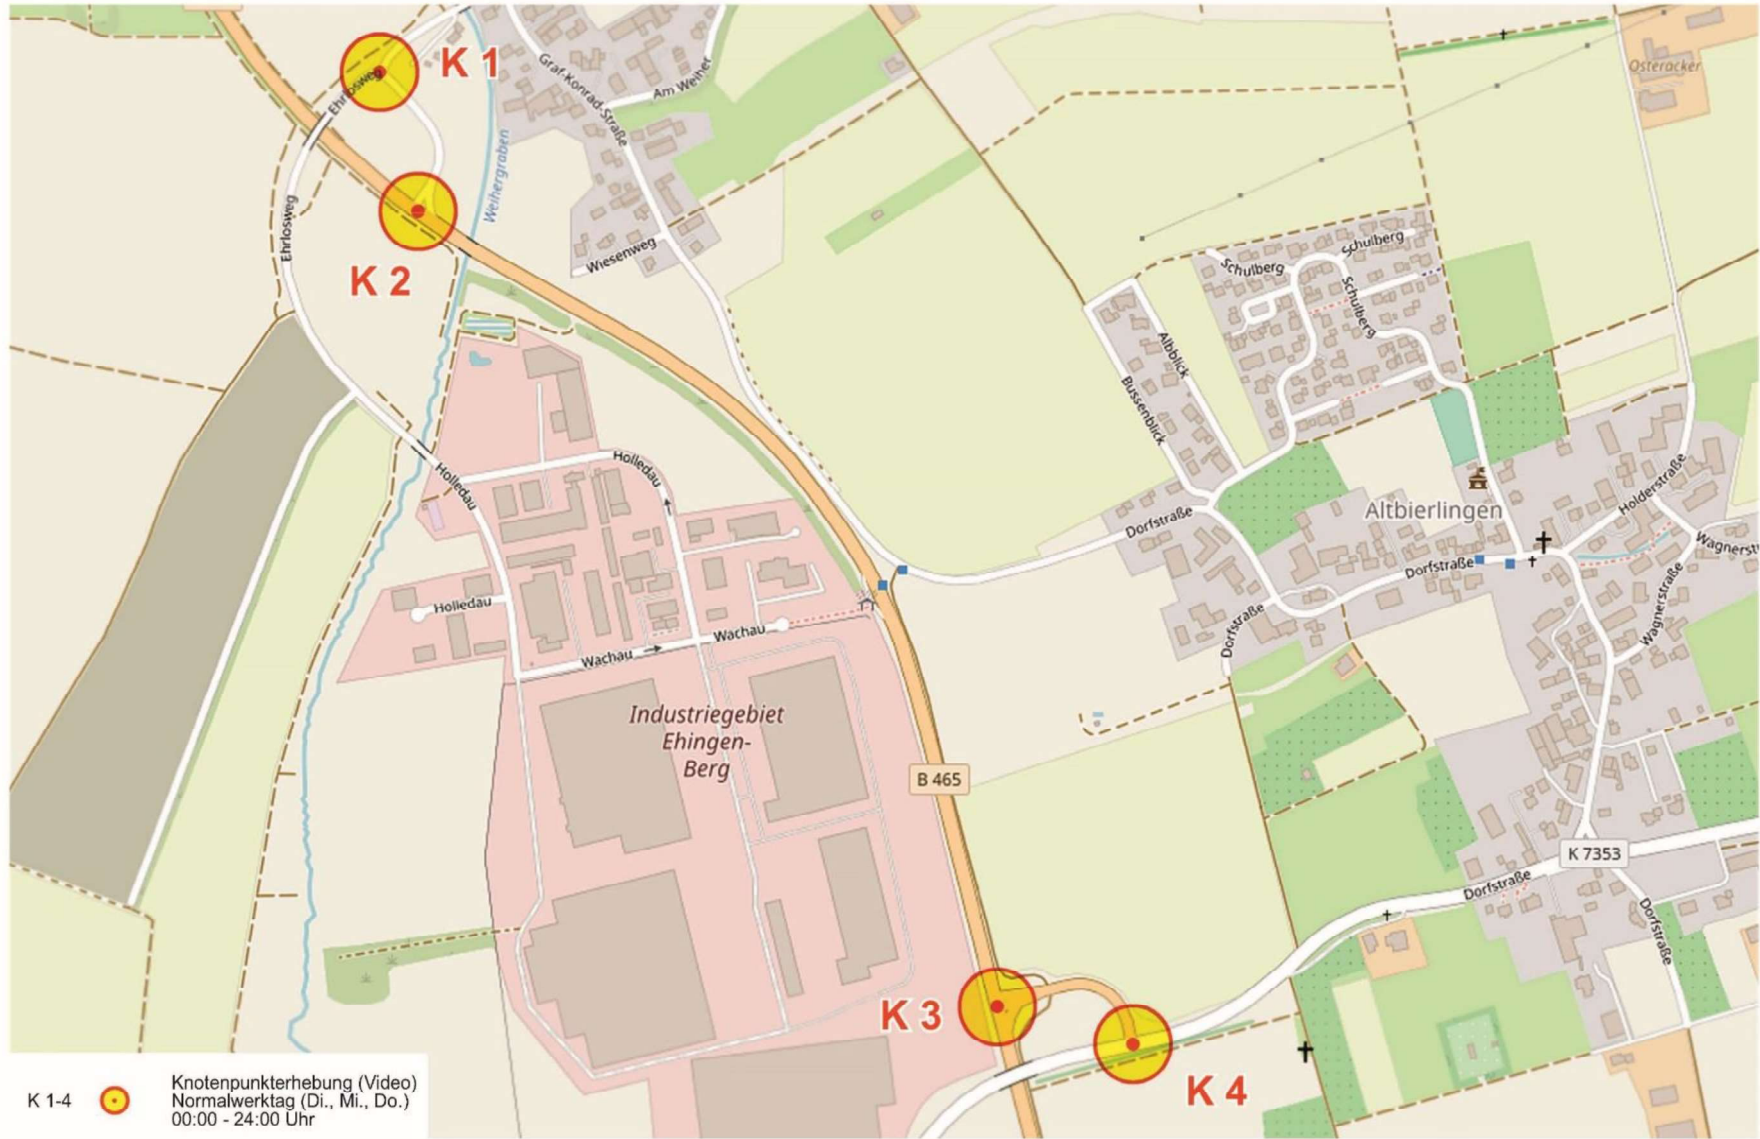 K 1
Ehrlosweg
Graf-Konrad-Straße
Am Weiher
Osteracker
Weihergraben
Ehrlosweg
K 2
Wiesenweg
Schulberg
Schulberg
Schulberg
Albblick
Bussenblick
Holledau
Holledau
Altbierlingen
Holderstraße
Dorfstraße
Wagnerst
Dorfstraße
Holledau
Wagnerstraße
Dorfstraße
Wachau
Wachau
Industriegebiet
Ehingen-
Berg
B 465
K 7353
Dorfstraße
Dorfstraße
K 3
K 4
K 1-4
Knotenpunkterhebung (Video)
Normalwerktag (Di., Mi., Do.)
00:00 - 24:00 Uhr